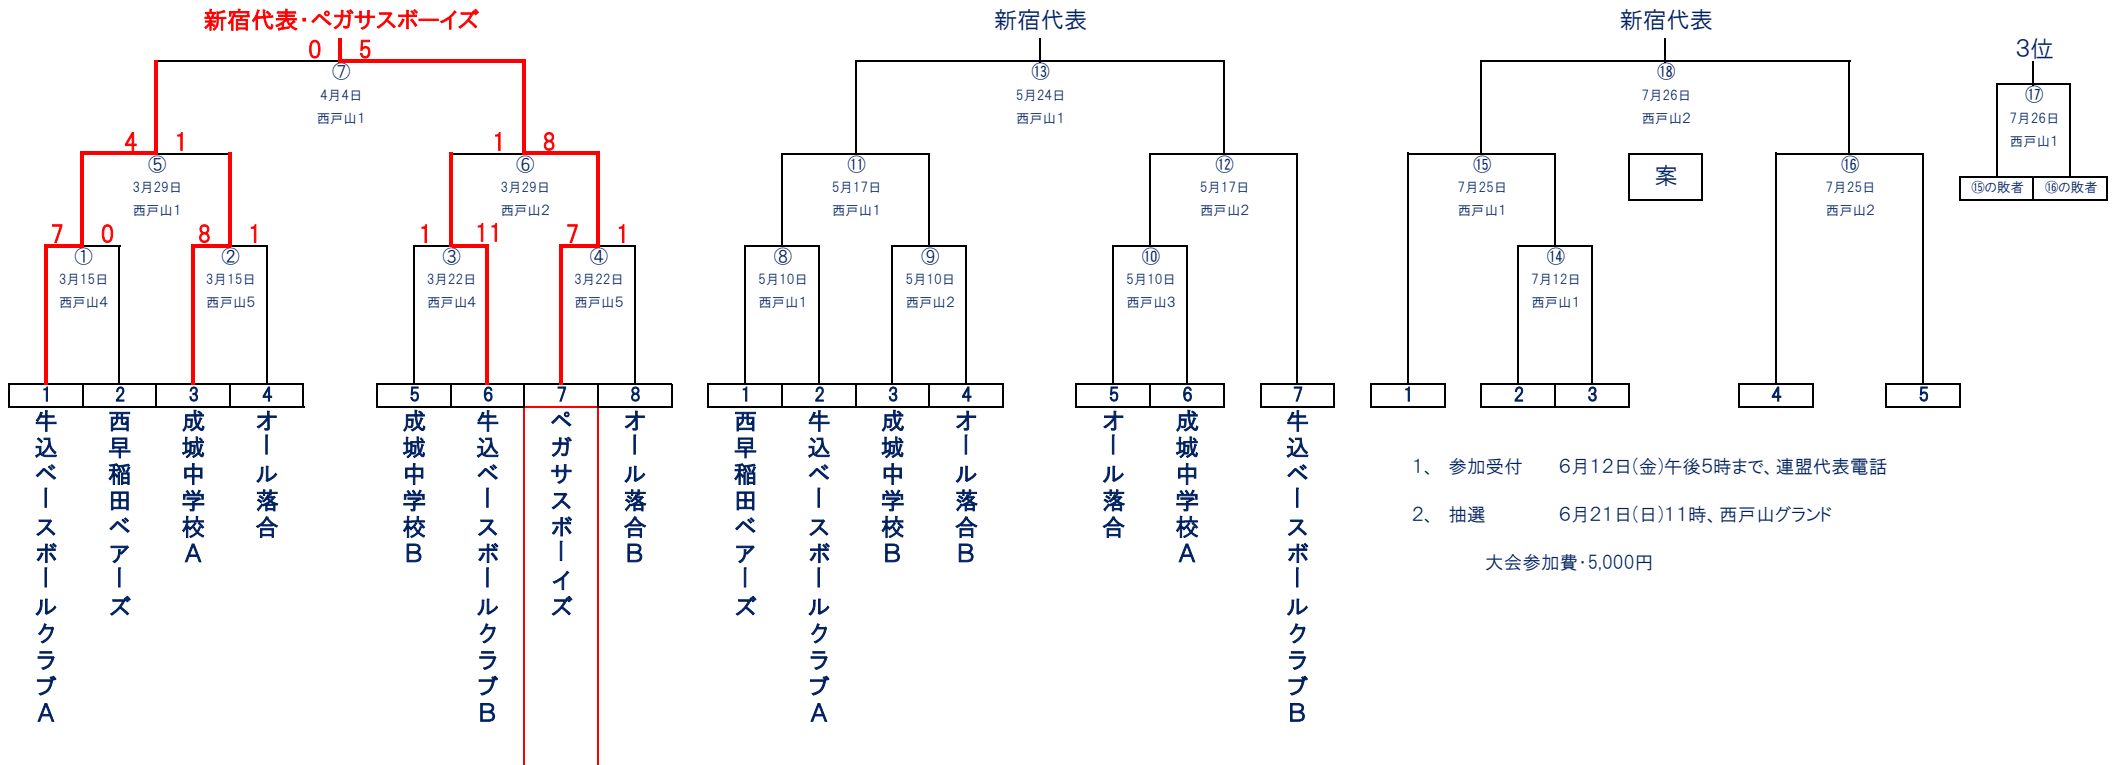 新宿代表・ペガサスボーイズ
0 5
⑦
4月4日
西戸山1
4 1
1 8
⑤
3月29日
西戸山1
⑥
3月29日
西戸山2
7 0
8 1
1 11
7 1
①
3月15日
西戸山4
②
3月15日
西戸山5
③
3月22日
西戸山4
④
3月22日
西戸山5
1 2 3 4
5 6 7 8
牛込ベースボールクラブA
西早稲田ベアーズ
成城中学校A
オール落合
成城中学校B
牛込ベースボールクラブB
ペガサスボーイズ
オール落合B
新宿代表
⑬
5月24日
西戸山1
⑪
5月17日
西戸山1
⑫
5月17日
西戸山2
⑧
5月10日
西戸山1
⑨
5月10日
西戸山2
⑩
5月10日
西戸山3
1 2 3 4
5 6
7
西早稲田ベアーズ
牛込ベースボールクラブA
成城中学校B
オール落合B
オール落合
成城中学校A
牛込ベースボールクラブB
新宿代表
⑱
7月26日
西戸山2
⑮
7月25日
西戸山1
案
⑯
7月25日
西戸山2
⑭
7月12日
西戸山1
1
2 3
4
5
3位
⑰
7月26日
西戸山1
⑮の敗者 ⑯の敗者
1、 参加受付 6月12日(金)午後5時まで、連盟代表電話
2、 抽選 6月21日(日)11時、西戸山グランド
大会参加費・5,000円